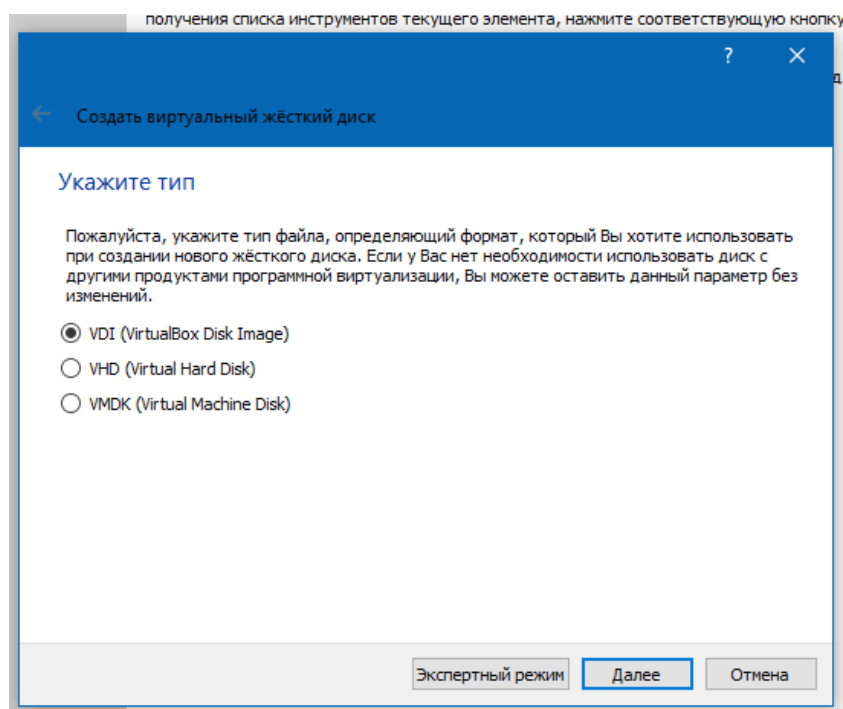 получения списка инструментов текущего элемента, нажмите соответствующую кнопку
?
Создать виртуальный жёсткий диск
Укажите тип
Пожалуйста, укажите тип файла, определяющий формат, который Вы хотите использовать
при создании нового жёсткого диска. Если у Вас нет необходимости использовать диск с
другими продуктами программной виртуализации, Вы можете оставить данный параметр без
изменений.
VDI (VirtualBox Disk Image)
VHD (Virtual Hard Disk)
VMDK (Virtual Machine Disk)
Экспертный режим Далее Отмена